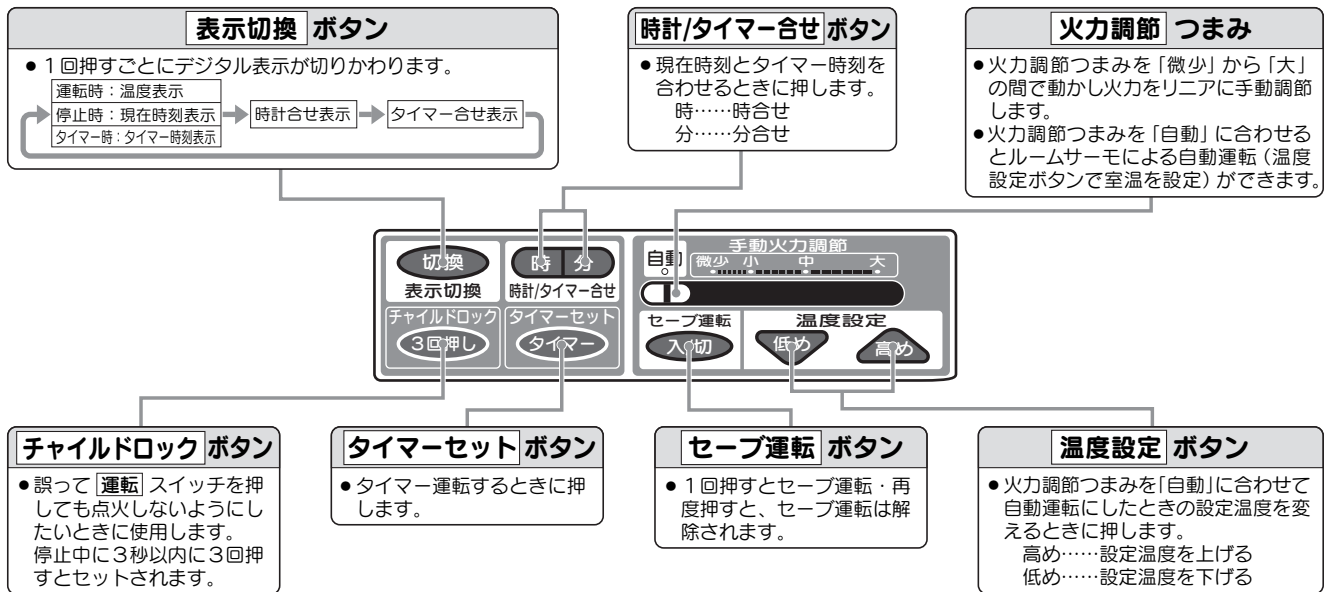 表示切換 ボタン
●1回押すごとにデジタル表示が切りかわります。
運転時：温度表示
停止時：現在時刻表示
タイマー時：タイマー時刻表示
時計合せ表示
タイマー合せ表示
時計/タイマー合せ ボタン
●現在時刻とタイマー時刻を
合わせるときに押します。
時……時合せ
分……分合せ
火力調節 つまみ
●火力調節つまみを「微少」から「大」
の間で動かし火力をリニアに手動調節
します。
●火力調節つまみを「自動」に合わせる
とルームサーモによる自動運転（温度
設定ボタンで室温を設定）ができます。
切換
表示切換
時 分
時計/タイマー合せ
チャイルドロック
3回押し
タイマーセット
タイマー
自動
手動火力調節
微少 小 中 大
セーブ運転
入/切
温度設定
低め
高め
チャイルドロック ボタン
●誤って 運転 スイッチを押
しても点火しないようにし
たいときに使用します。
停止中に3秒以内に3回押
すとセットされます。
タイマーセット ボタン
●タイマー運転するときに押
します。
セーブ運転 ボタン
●1回押すとセーブ運転・再
度押すと、セーブ運転は解
除されます。
温度設定 ボタン
●火力調節つまみを「自動」に合わせて
自動運転にしたときの設定温度を変
えるときに押します。
高め……設定温度を上げる
低め……設定温度を下げる